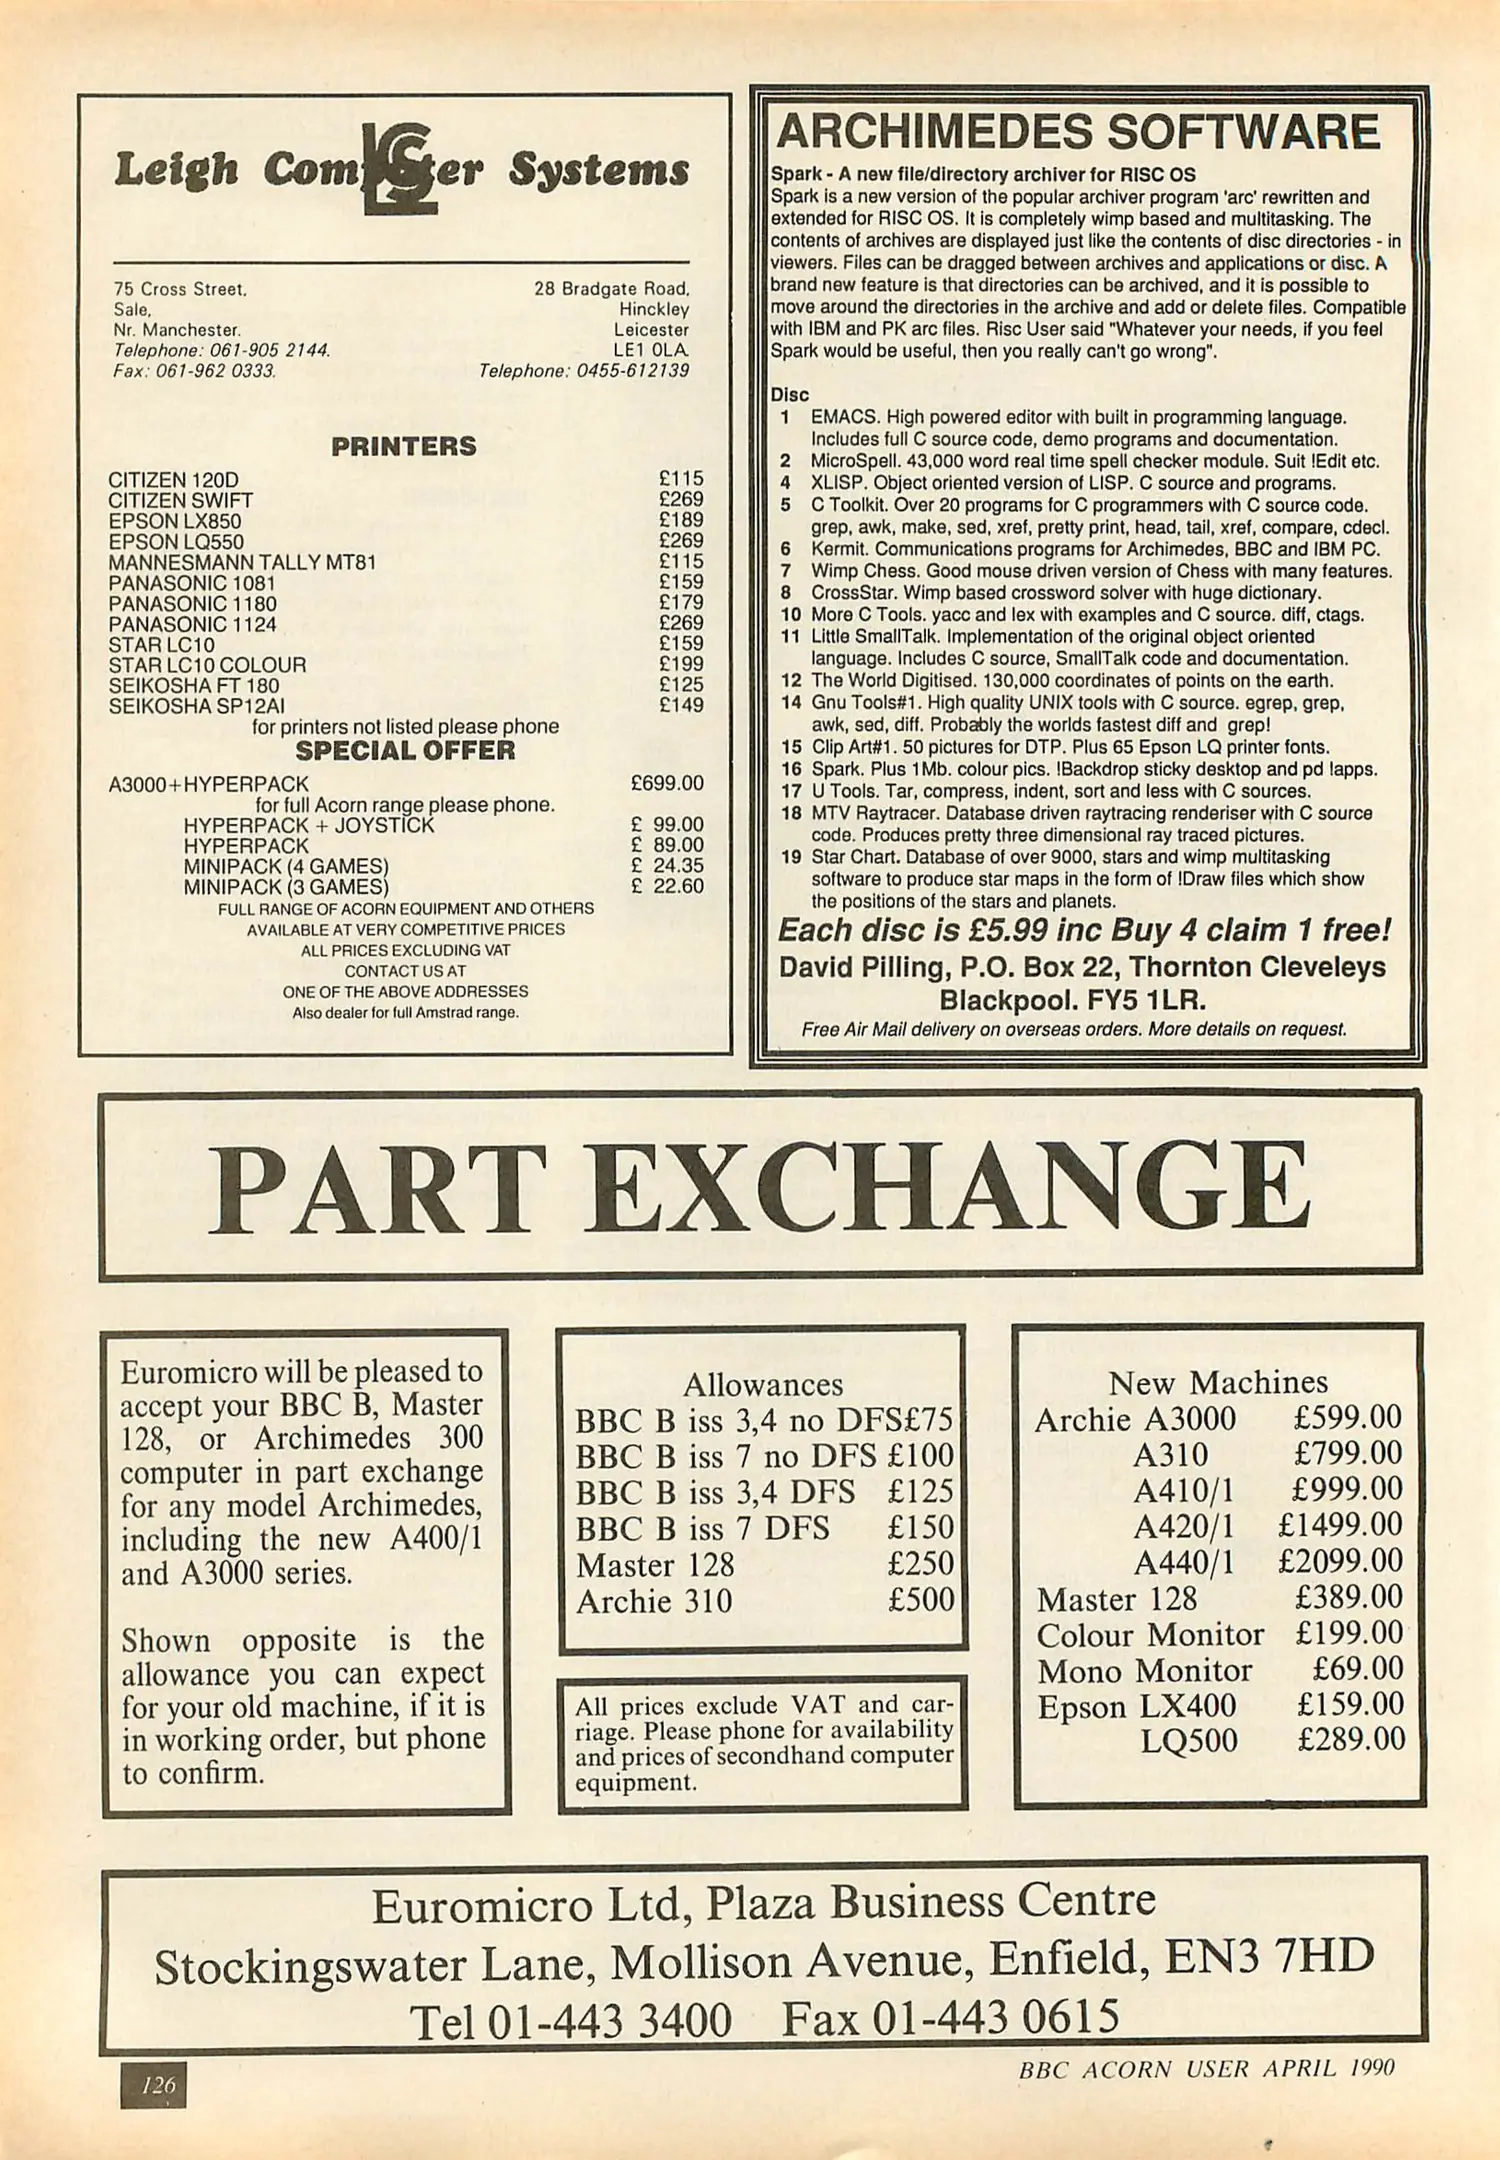 Leigh Computer Systems
75 Cross Street,
Sale,
Nr. Manchester.
Telephone: 061-905 2144.
Fax: 061-962 0333.
28 Bradgate Road,
Hinckley
Leicester
LE1 0LA.
Telephone: 0455-612139
PRINTERS
CITIZEN 120D £115
CITIZEN SWIFT £269
EPSON LX850 £189
EPSON LQ550 £269
MANNESMANN TALLY MT81 £115
PANASONIC 1081 £159
PANASONIC 1180 £179
PANASONIC 1124 £269
STAR LC10 £159
STAR LC10 COLOUR £199
SEIKOSHA FT 180 £125
SEIKOSHA SP12AI £149
for printers not listed please phone
SPECIAL OFFER
A3000+HYPERPACK £699.00
for full Acorn range please phone.
HYPERPACK + JOYSTICK £ 99.00
HYPERPACK £ 89.00
MINIPACK (4 GAMES) £ 24.35
MINIPACK (3 GAMES) £ 22.60
FULL RANGE OF ACORN EQUIPMENT AND OTHERS
AVAILABLE AT VERY COMPETITIVE PRICES
ALL PRICES EXCLUDING VAT
CONTACT US AT
ONE OF THE ABOVE ADDRESSES
Also dealer for full Amstrad range.
ARCHIMEDES SOFTWARE
Spark - A new file/directory archiver for RISC OS
Spark is a new version of the popular archiver program 'arc' rewritten and
extended for RISC OS. It is completely wimp based and multitasking. The
contents of archives are displayed just like the contents of disc directories - in
viewers. Files can be dragged between archives and applications or disc. A
brand new feature is that directories can be archived, and it is possible to
move around the directories in the archive and add or delete files. Compatible
with IBM and PK arc files. Risc User said "Whatever your needs, if you feel
Spark would be useful, then you really can't go wrong".
Disc
1 EMACS. High powered editor with built in programming language.
Includes full C source code, demo programs and documentation.
2 MicroSpell. 43,000 word real time spell checker module. Suit !Edit etc.
4 XLISP. Object oriented version of LISP. C source and programs.
5 C Toolkit. Over 20 programs for C programmers with C source code.
grep, awk, make, sed, xref, pretty print, head, tail, xref, compare, cdecl.
6 Kermit. Communications programs for Archimedes, BBC and IBM PC.
7 Wimp Chess. Good mouse driven version of Chess with many features.
8 CrossStar. Wimp based crossword solver with huge dictionary.
10 More C Tools. yacc and lex with examples and C source. diff, ctags.
11 Little SmallTalk. Implementation of the original object oriented
language. Includes C source, SmallTalk code and documentation.
12 The World Digitised. 130,000 coordinates of points on the earth.
14 Gnu Tools#1. High quality UNIX tools with C source. egrep, grep,
awk, sed, diff. Probably the worlds fastest diff and grep!
15 Clip Art#1. 50 pictures for DTP. Plus 65 Epson LQ printer fonts.
16 Spark. Plus 1Mb. colour pics. !Backdrop sticky desktop and pd !apps.
17 U Tools. Tar, compress, indent, sort and less with C sources.
18 MTV Raytracer. Database driven raytracing renderiser with C source
code. Produces pretty three dimensional ray traced pictures.
19 Star Chart. Database of over 9000, stars and wimp multitasking
software to produce star maps in the form of !Draw files which show
the positions of the stars and planets.
Each disc is £5.99 inc Buy 4 claim 1 free!
David Pilling, P.O. Box 22, Thornton Cleveleys
Blackpool. FY5 1LR.
Free Air Mail delivery on overseas orders. More details on request.
PART EXCHANGE
Euromicro will be pleased to
accept your BBC B, Master
128, or Archimedes 300
computer in part exchange
for any model Archimedes,
including the new A400/1
and A3000 series.
Shown opposite is the
allowance you can expect
for your old machine, if it is
in working order, but phone
to confirm.
Allowances
BBC B iss 3,4 no DFS£75
BBC B iss 7 no DFS £100
BBC B iss 3,4 DFS £125
BBC B iss 7 DFS £150
Master 128 £250
Archie 310 £500
All prices exclude VAT and car-
riage. Please phone for availability
and prices of secondhand computer
equipment.
New Machines
Archie A3000 £599.00
A310 £799.00
A410/1 £999.00
A420/1 £1499.00
A440/1 £2099.00
Master 128 £389.00
Colour Monitor £199.00
Mono Monitor £69.00
Epson LX400 £159.00
LQ500 £289.00
Euromicro Ltd, Plaza Business Centre
Stockingswater Lane, Mollison Avenue, Enfield, EN3 7HD
Tel 01-443 3400 Fax 01-443 0615
126
BBC ACORN USER APRIL 1990